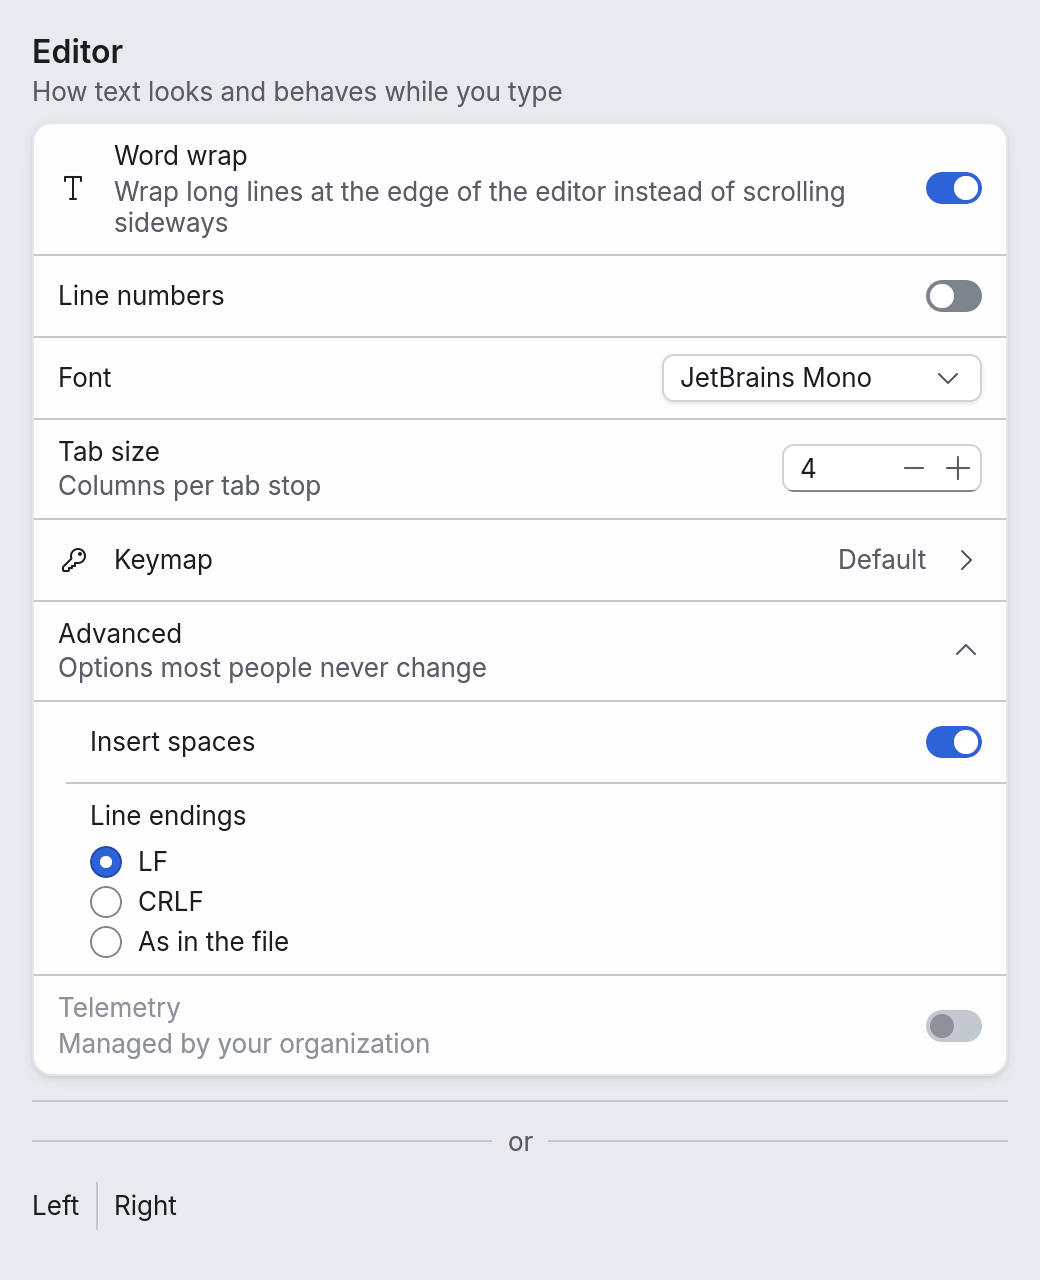 Editor
How text looks and behaves while you type
Word wrap
Wrap long lines at the edge of the editor instead of scrolling
sideways
Line numbers
Font
JetBrains Mono
Tab size
Columns per tab stop
4
Keymap
Default
Advanced
Options most people never change
Insert spaces
Line endings
LF
CRLF
As in the file
Telemetry
Managed by your organization
or
Left
Right